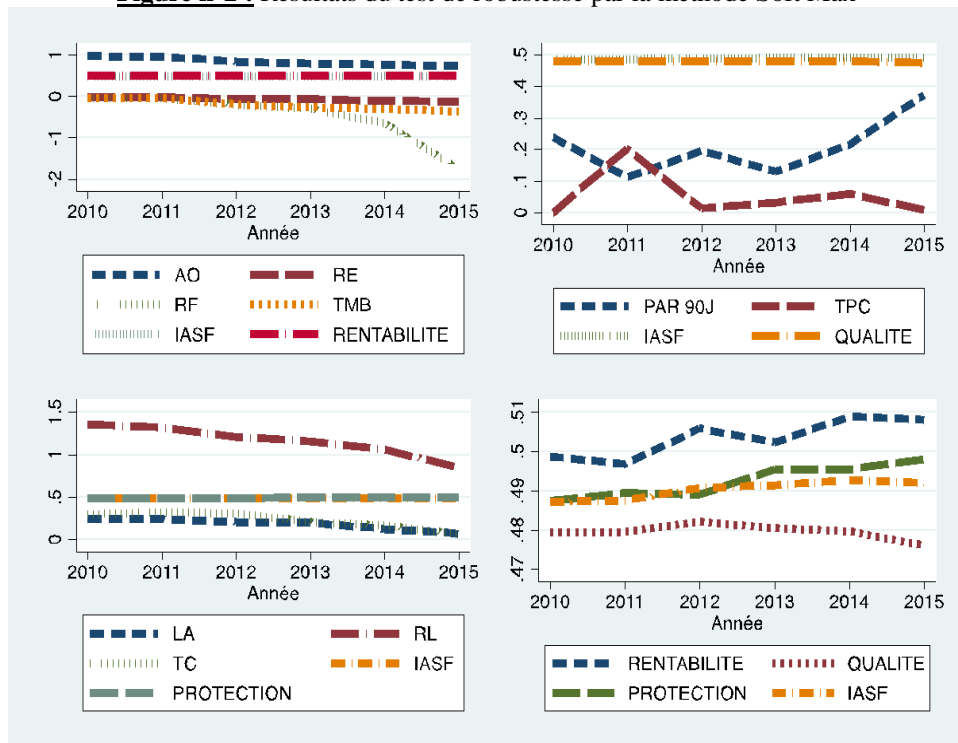 Figure n°24 : Résultats du test de robustesse par la méthode Soft Max
1
0
-1
-2
2010 2011 2012 2013 2014 2015
Année
AO RE
RF TMB
IASF RENTABILITE
.5
.4
.3
.2
.1
0
2010 2011 2012 2013 2014 2015
Année
PAR 90J TPC
IASF QUALITE
1.5
1
.5
0
2010 2011 2012 2013 2014 2015
Année
LA RL
TC IASF
PROTECTION
.51
.5
.49
.48
.47
2010 2011 2012 2013 2014 2015
Année
RENTABILITE QUALITE
PROTECTION IASF